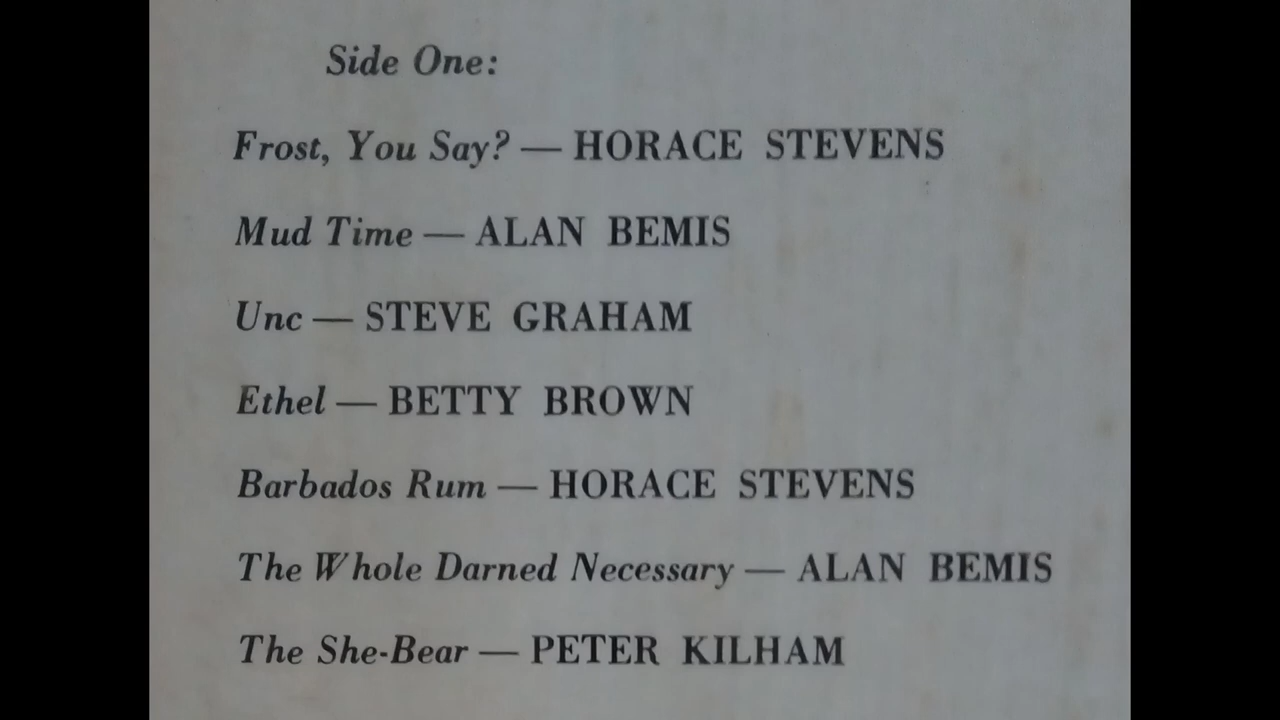 Side One:
Frost, You Say? — HORACE STEVENS
Mud Time — ALAN BEMIS
Unc — STEVE GRAHAM
Ethel — BETTY BROWN
Barbados Rum — HORACE STEVENS
The Whole Darned Necessary — ALAN BEMIS
The She-Bear — PETER KILHAM